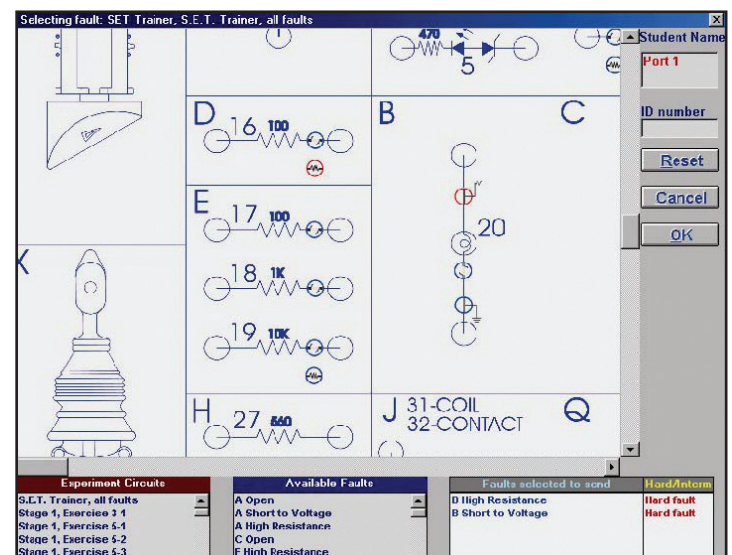 Selecting fault: SET Trainer, S.E.T. Trainer, all faults
X
Student Name
Port 1
ID number
Reset
Cancel
OK
470
5
D
16 100
E
17 100
18 1K
19 10K
H
27 560
B
C
20
J 31-COIL
32-CONTACT
Q
K
Experiment Circuits
S.E.T. Trainer, all faults
Stage 1, Exercise 3-1
Stage 1, Exercise 5-1
Stage 1, Exercise 5-2
Stage 1, Exercise 5-3
Available Faults
A Open
A Short to Voltage
A High Resistance
C Open
E High Resistance
Faults selected to send
Hard/Interm
D High Resistance
Hard fault
B Short to Voltage
Hard fault